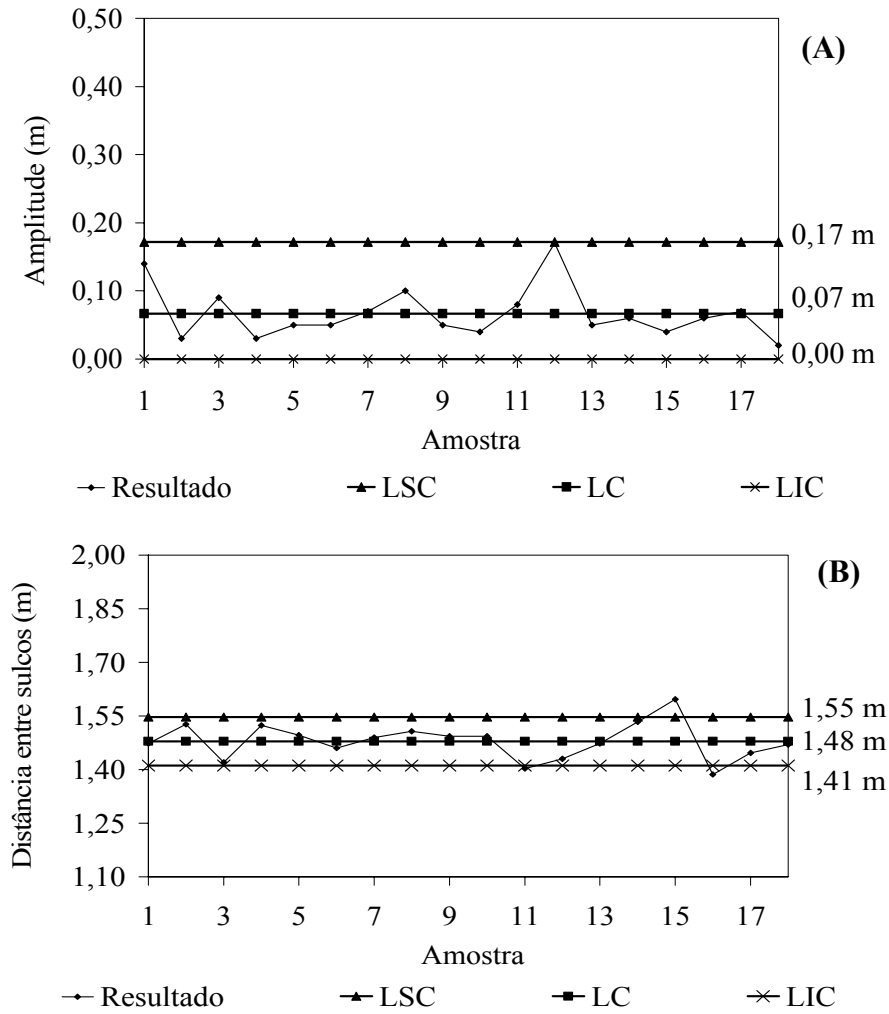 (A)
Amplitude (m)
0,50
0,40
0,30
0,20
0,10
0,00
0,17 m
0,07 m
0,00 m
1 3 5 7 9 11 13 15 17
Amostra
Resultado LSC LC LIC
(B)
Distância entre sulcos (m)
2,00
1,85
1,70
1,55
1,40
1,25
1,10
1,55 m
1,48 m
1,41 m
1 3 5 7 9 11 13 15 17
Amostra
Resultado LSC LC LIC